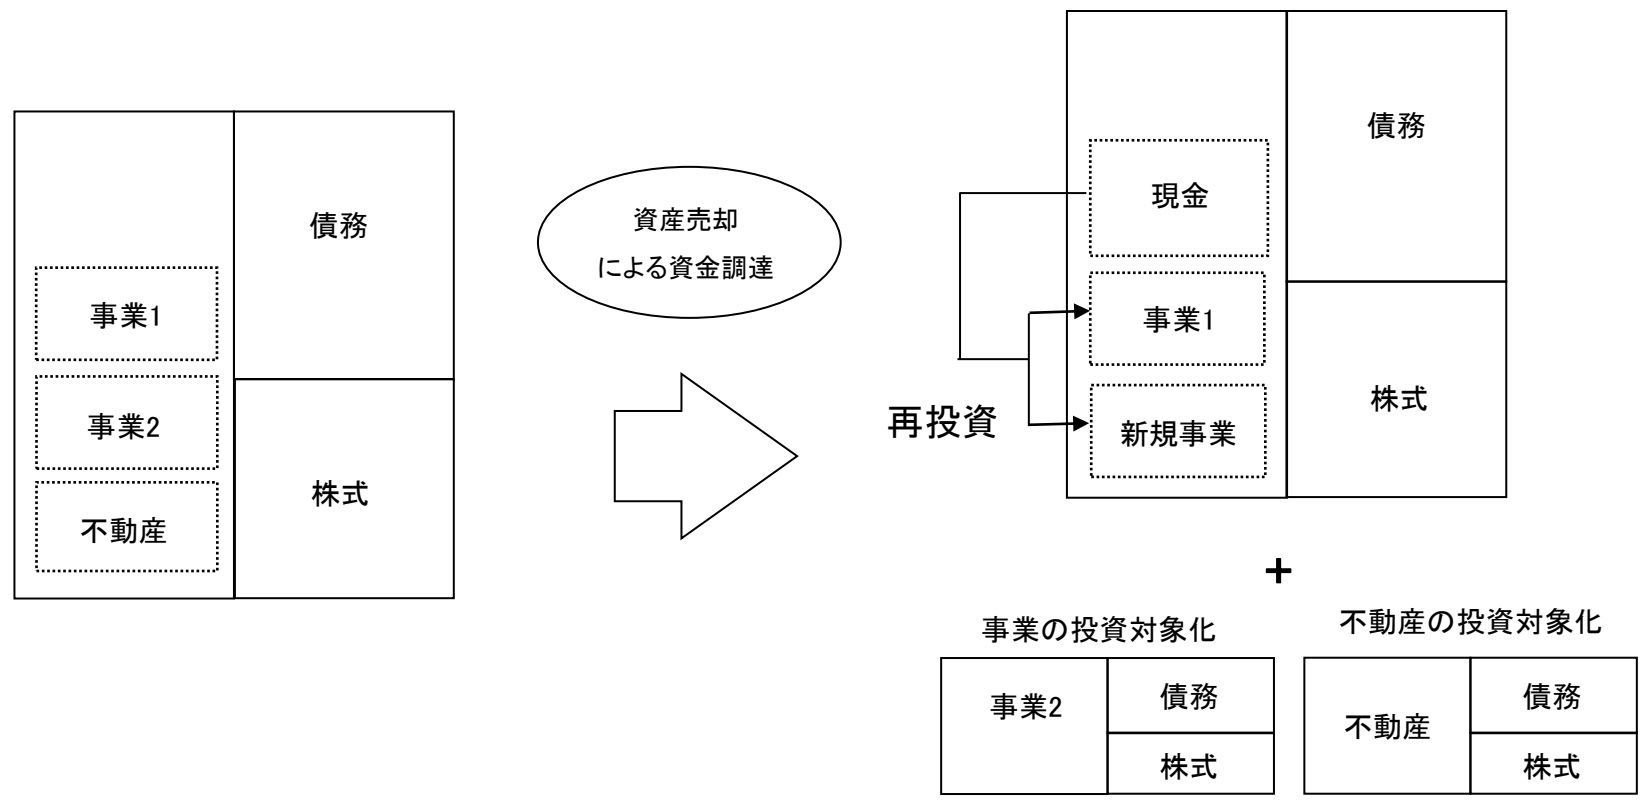 債務
事業1
事業2
不動産
株式
資産売却
による資金調達
債務
現金
事業1
新規事業
株式
再投資
+
事業の投資対象化
事業2
債務
株式
不動産の投資対象化
不動産
債務
株式